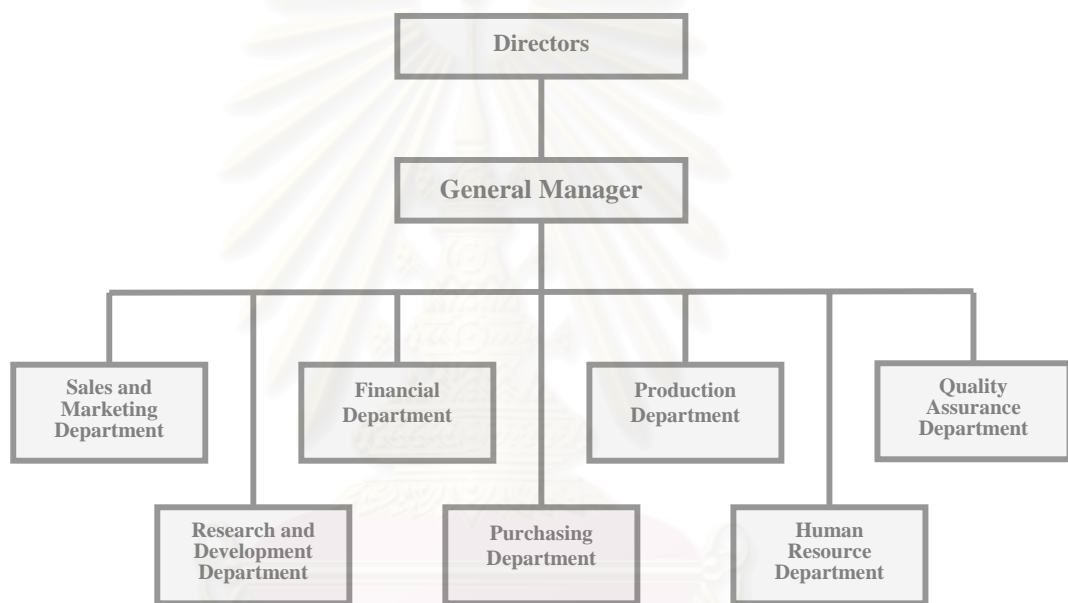 Directors
General Manager
Sales and
Marketing
Department
Financial
Department
Production
Department
Quality
Assurance
Department
Research and
Development
Department
Purchasing
Department
Human
Resource
Department